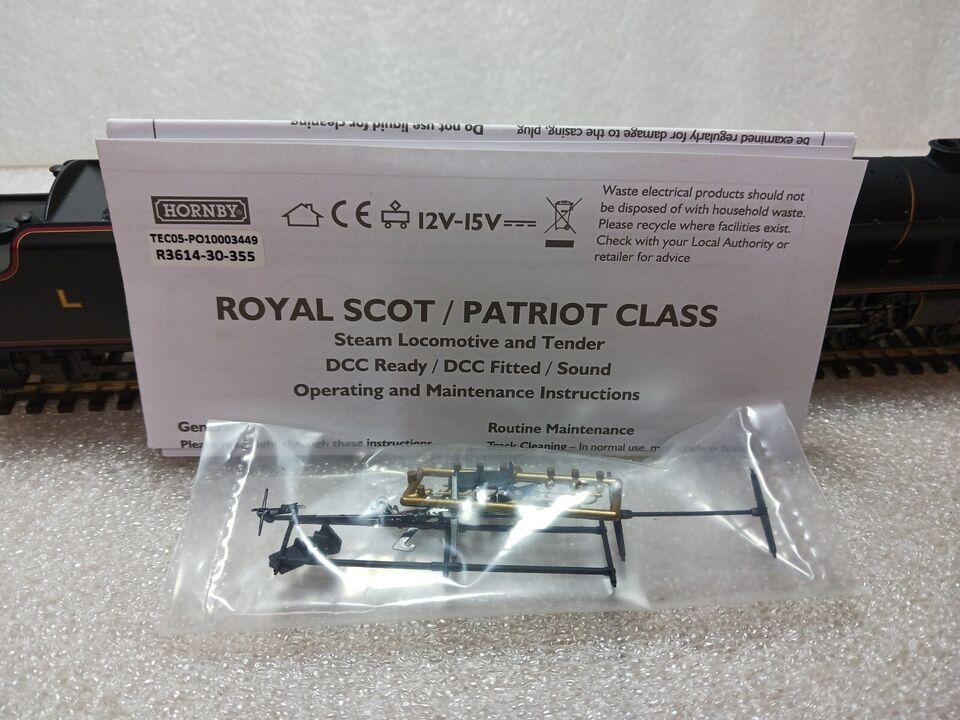 be examined regularly for damage to the casing, plug,
Do not use liquid for cleaning
HORNBY
TEC05-PO10003449
R3614-30-355
CE
12V-15V
Waste electrical products should not
be disposed of with household waste.
Please recycle where facilities exist.
Check with your Local Authority or
retailer for advice
ROYAL SCOT / PATRIOT CLASS
Steam Locomotive and Tender
DCC Ready / DCC Fitted / Sound
Operating and Maintenance Instructions
through these instructions
Routine Maintenance
Track Cleaning – In normal use,
L